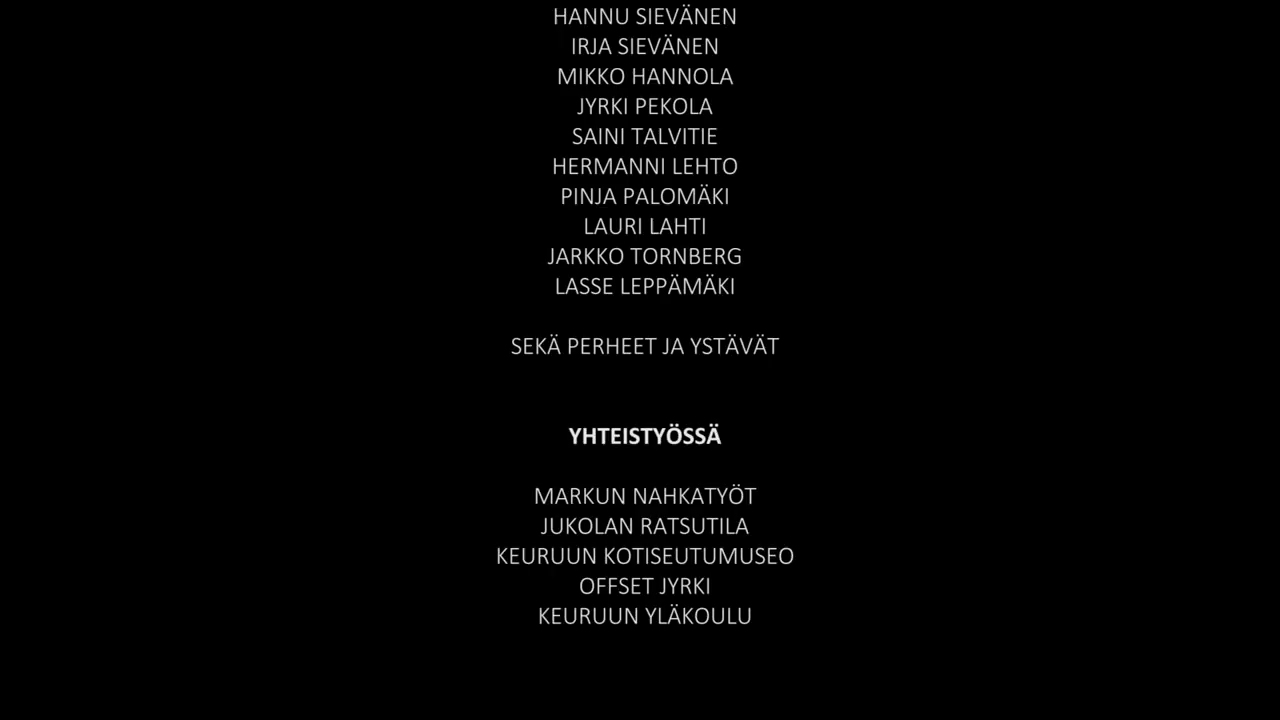 HANNU SIEVÄNEN
IRJA SIEVÄNEN
MIKKO HANNOLA
JYRKI PEKOLA
SAINI TALVITIE
HERMANNI LEHTO
PINJA PALOMÄKI
LAURI LAHTI
JARKKO TORNBERG
LASSE LEPPÄMÄKI
SEKÄ PERHEET JA YSTÄVÄT
YHTEISTYÖSSÄ
MARKUN NAHKATYÖT
JUKOLAN RATSUTILA
KEURUUN KOTISEUTUMUSEO
OFFSET JYRKI
KEURUUN YLÄKOULU